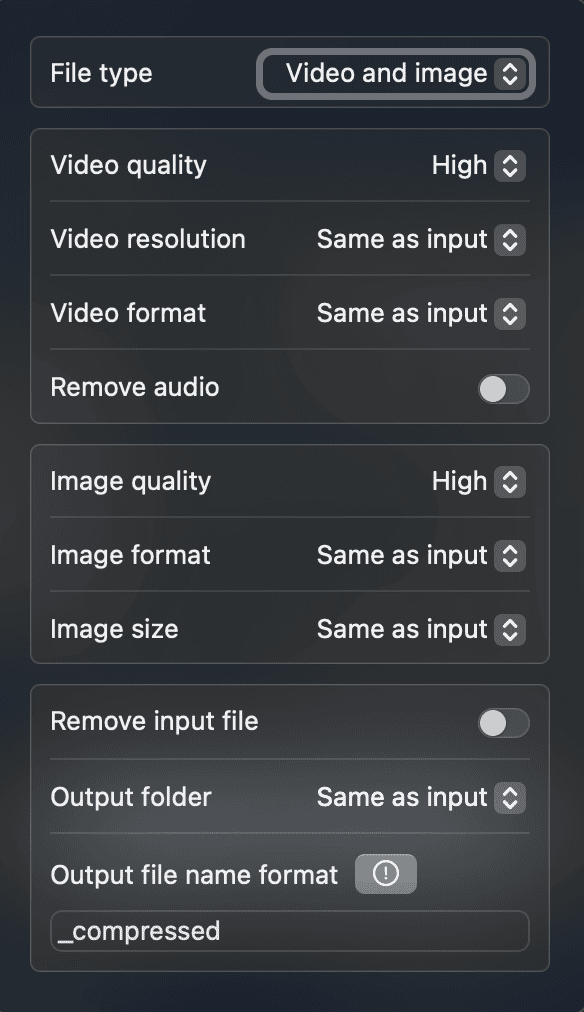 File type Video and image
Video quality High
Video resolution Same as input
Video format Same as input
Remove audio
Image quality High
Image format Same as input
Image size Same as input
Remove input file
Output folder Same as input
Output file name format
_compressed